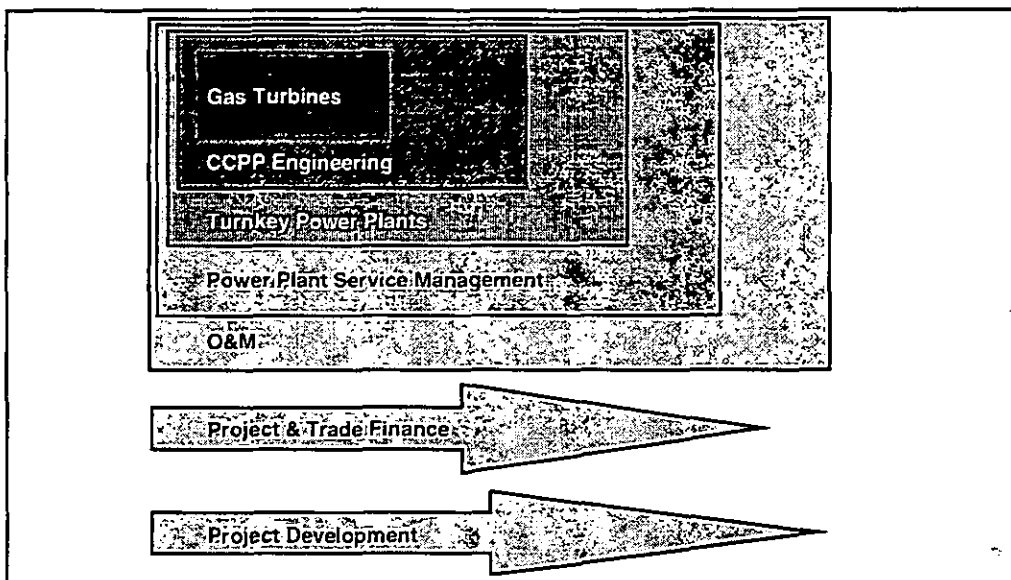 Gas Turbines
CCPP Engineering
Turnkey Power Plants
Power Plant Service Management
O&M
Project & Trade Finance
Project Development